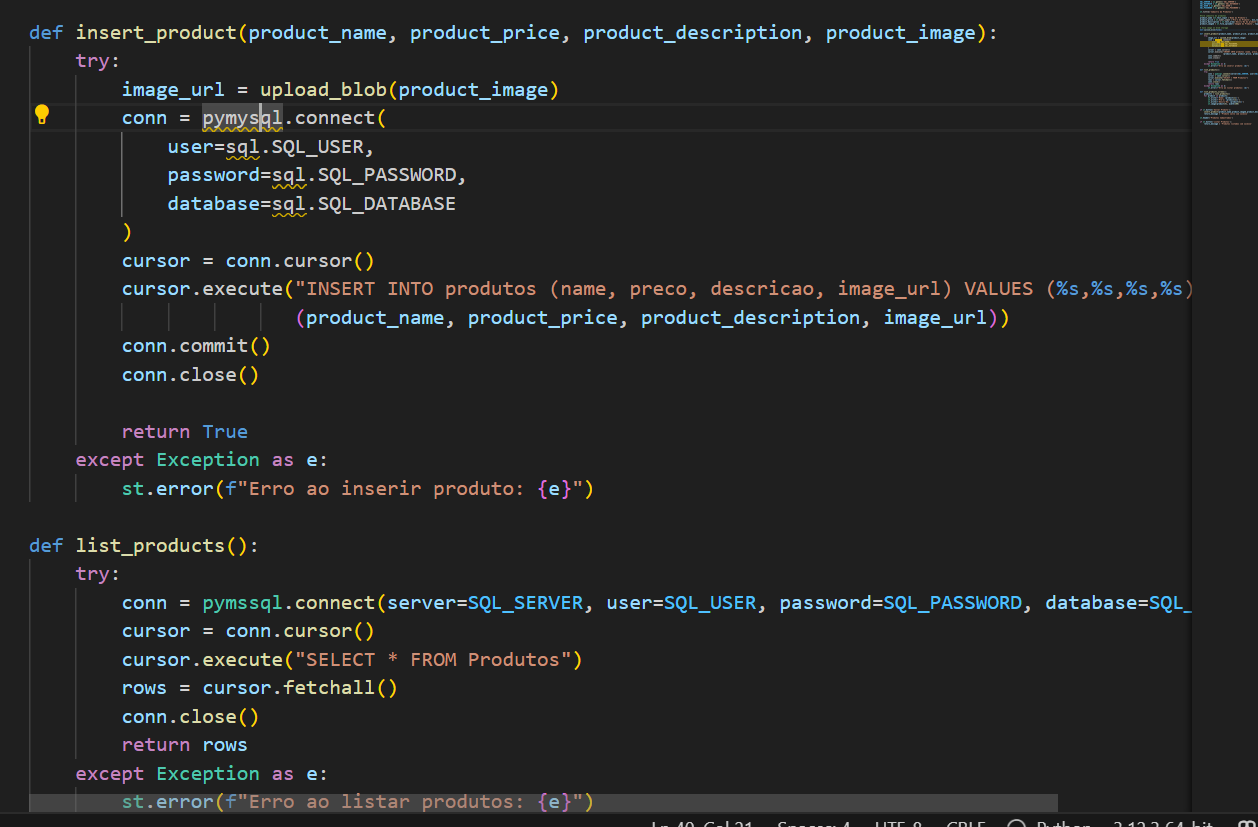 def insert_product(product_name, product_price, product_description, product_image):
    try:
        image_url = upload_blob(product_image)
        conn = pymysql.connect(
            user=sql.SQL_USER,
            password=sql.SQL_PASSWORD,
            database=sql.SQL_DATABASE
        )
        cursor = conn.cursor()
        cursor.execute("INSERT INTO produtos (name, preco, descricao, image_url) VALUES (%s,%s,%s,%s)
                       (product_name, product_price, product_description, image_url))
        conn.commit()
        conn.close()
        return True
    except Exception as e:
        st.error(f"Erro ao inserir produto: {e}")
def list_products():
    try:
        conn = pymssql.connect(server=SQL_SERVER, user=SQL_USER, password=SQL_PASSWORD, database=SQL_
        cursor = conn.cursor()
        cursor.execute("SELECT * FROM Produtos")
        rows = cursor.fetchall()
        conn.close()
        return rows
    except Exception as e:
        st.error(f"Erro ao listar produtos: {e}")
Ln 40, Col 21 Spaces: 4 UTF-8 CRLF Python 3.12.3 64-bit